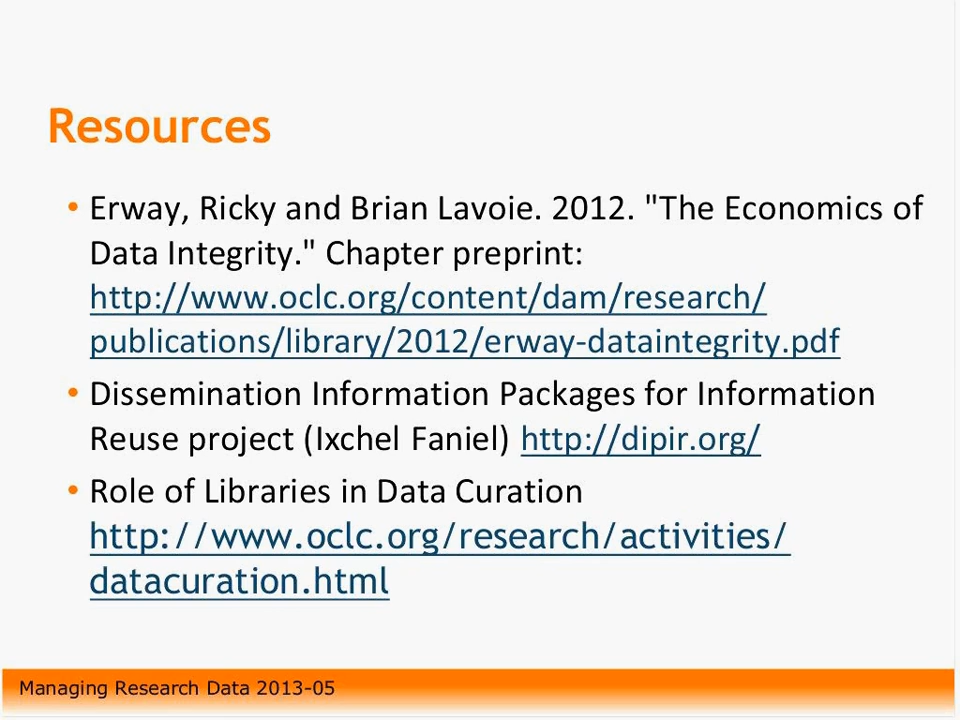 Resources
• Erway, Ricky and Brian Lavoie. 2012. "The Economics of
Data Integrity." Chapter preprint:
http://www.oclc.org/content/dam/research/
publications/library/2012/erway-dataintegrity.pdf
• Dissemination Information Packages for Information
Reuse project (Ixchel Faniel) http://dipir.org/
• Role of Libraries in Data Curation
http://www.oclc.org/research/activities/
datacuration.html
Managing Research Data 2013-05